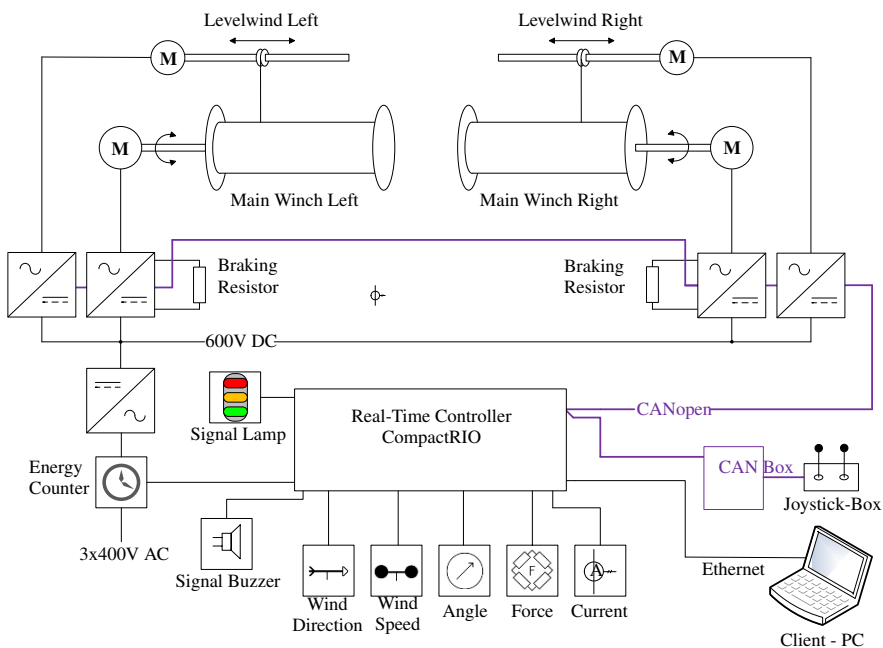 Levelwind Left
Levelwind Right
M
M
M
M
Main Winch Left
Main Winch Right
Braking
Resistor
Braking
Resistor
600V DC
Signal Lamp
Real-Time Controller
CompactRIO
CANopen
Energy
Counter
CAN Box
Joystick-Box
3x400V AC
Signal Buzzer
F
A
Ethernet
Wind
Direction
Wind
Speed
Angle
Force
Current
Client - PC